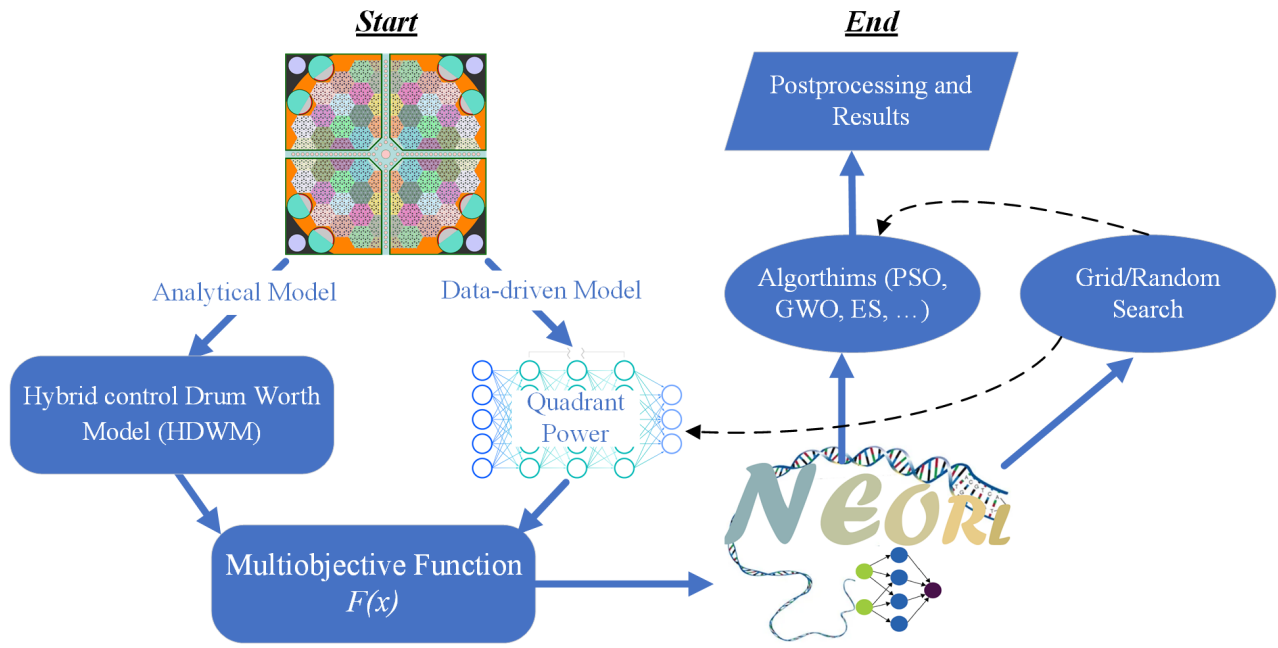 Start
End
Postprocessing and
Results
Analytical Model
Data-driven Model
Algorthims (PSO,
GWO, ES, …)
Grid/Random
Search
Hybrid control Drum Worth
Model (HDWM)
Quadrant
Power
NEORL
Multiobjective Function
F(x)